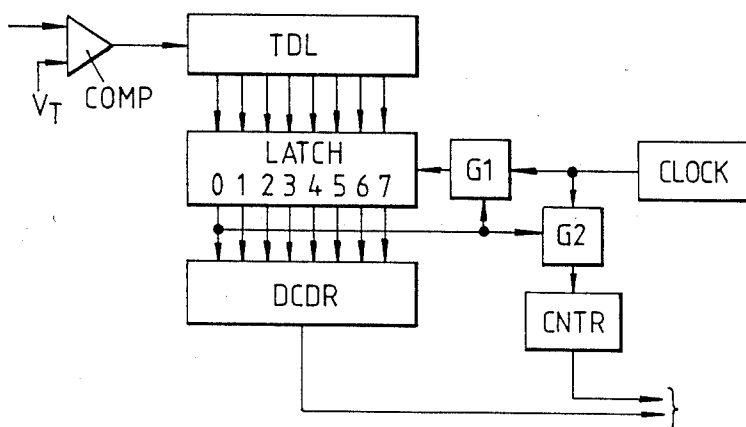 TDL
COMP
V_T
LATCH
0 1 2 3 4 5 6 7
G1
CLOCK
G2
DCDR
CNTR